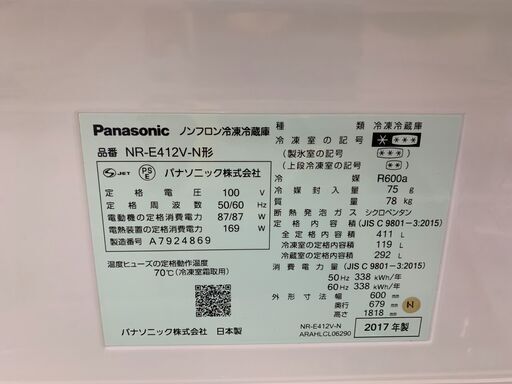 Panasonic ノンフロン冷凍冷蔵庫
品番 NR-E412V-N形
S JET PS E パナソニック株式会社
定格電圧 100 V
定格周波数 50/60 Hz
電動機の定格消費電力 87/87 W
電熱装置の定格消費電力 169 W
製造番号 A7924869
温度ヒューズの定格動作温度
70℃(冷凍室霜取用)
パナソニック株式会社 日本製
種類 冷凍冷蔵庫
冷凍室の記号
(製氷室の記号 )
(上段冷凍室の記号 )
冷媒 R600a
冷媒封入量 75 g
質量 78 kg
断熱発泡ガス シクロペンタン
定格内容積 (JIS C 9801-3:2015)
全定格内容積 411 L
冷凍室の定格内容積 119 L
冷蔵室の定格内容積 292 L
消費電力量 (JIS C 9801-3:2015)
50Hz 338 kWh/年
60Hz 338 kWh/年
外形寸法 幅 600 mm
奥行 679 mm
高さ 1818 mm
N
NR-E412V-N
ARAHLCL06290
2017年製